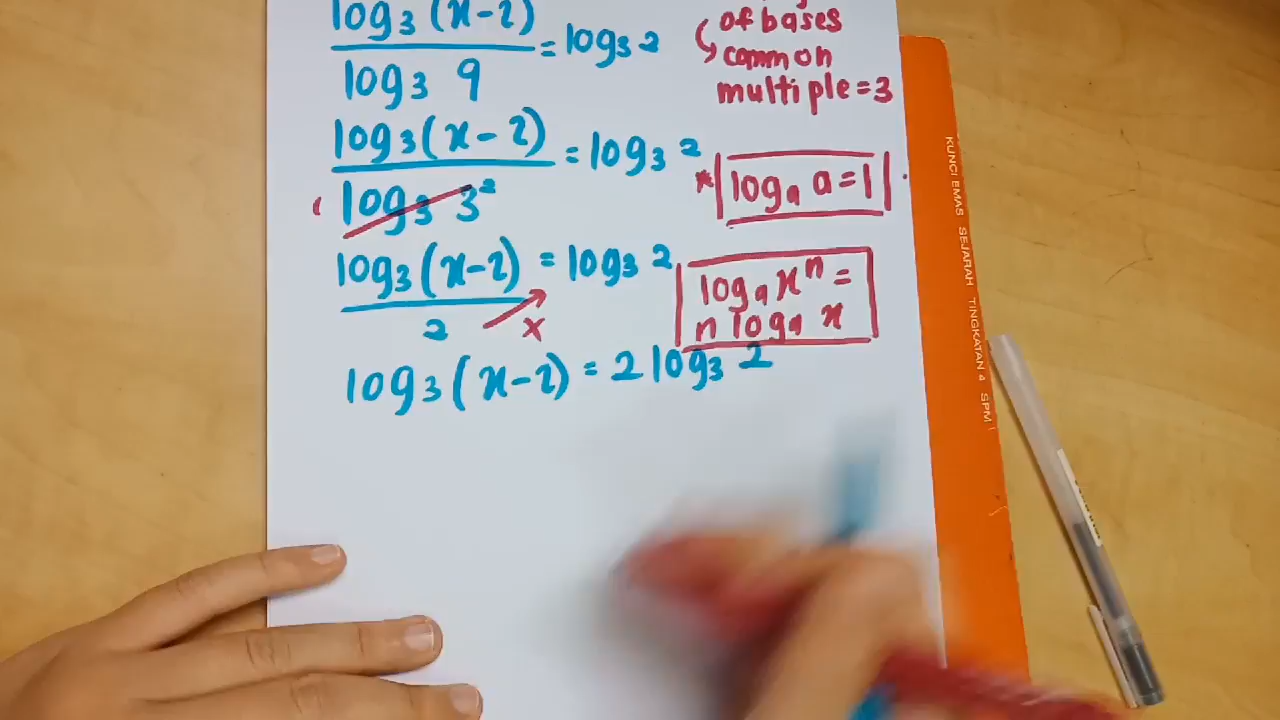 log₃(x-2)
———— = log₃ 2
log₃ 9
log₃(x-2)
———— = log₃ 2
log₃ 3²
log₃(x-2)
———— = log₃ 2
2
x
log₃(x-2) = 2 log₃ 2
of bases
common
multiple=3
* logₐ a=1
logₐ xⁿ =
n logₐ x
KUNCI EMAS SEJARAH TINGKATAN 4 SPM